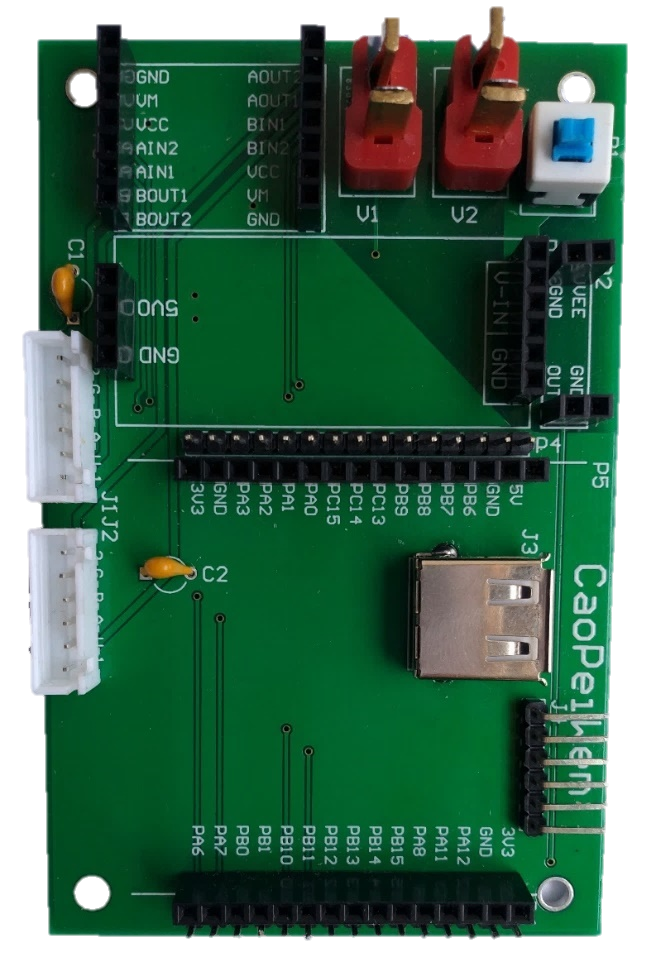 GND
VM
VCC
AIN2
AIN1
BOUT1
BOUT2
AOUT2
AOUT1
BIN1
BIN2
VCC
VM
GND
V1
V2
C1
5VO
GND
V-IN
GND
VEE
GND
OUT
GND
P4
P5
3V3
GND
PA3
PA2
PA1
PA0
PC15
PC14
PC13
PB9
PB8
PB7
PB6
GND
5V
J1
J2
C2
J3
PA6
PA7
PB0
PB1
PB10
PB11
PB12
PB13
PB14
PB15
PA8
PA11
PA12
GND
3V3